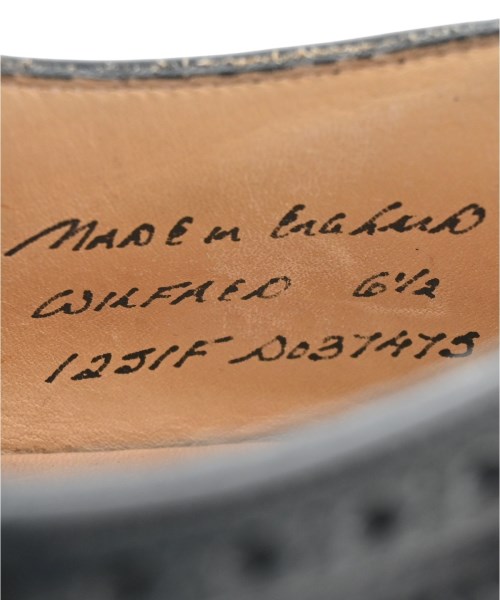 MADE in ENGLAND
WILFRED 6½
1251F D037475